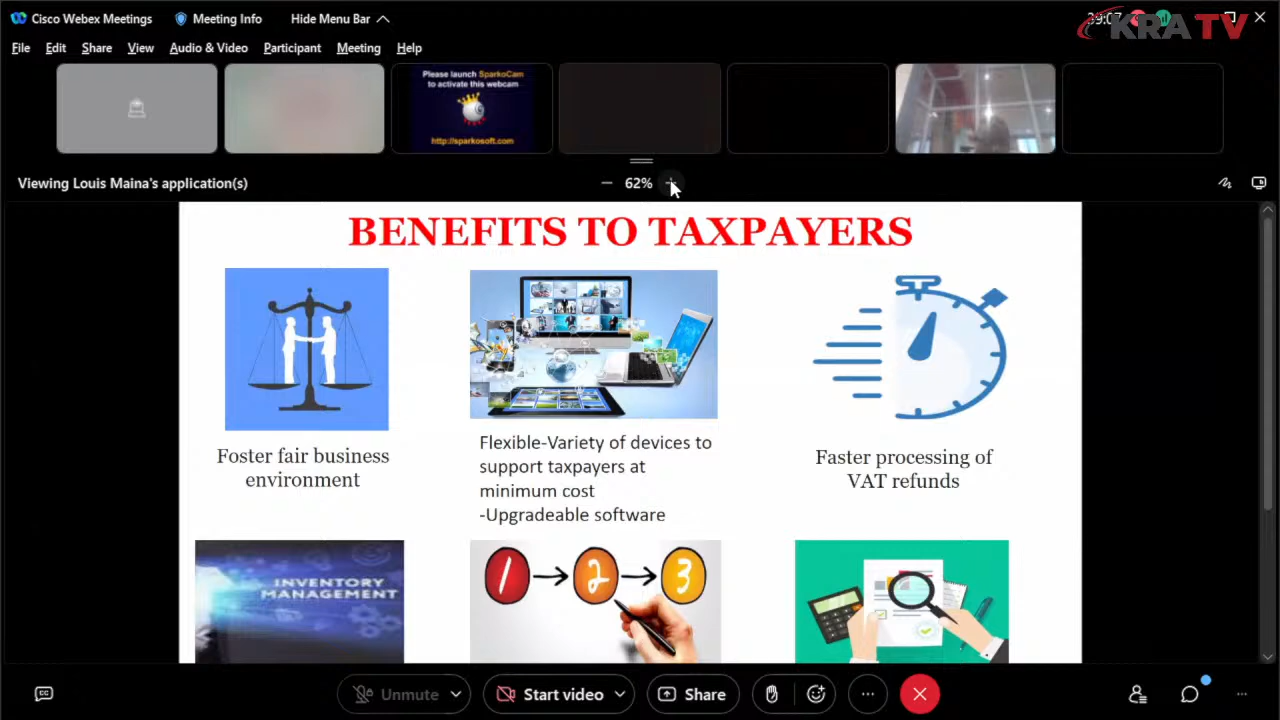 Cisco Webex Meetings
Meeting Info
Hide Menu Bar
39:07
KRA TV
File Edit Share View Audio & Video Participant Meeting Help
Please launch SparkoCam
to activate this webcam
http://sparkosoft.com
Viewing Louis Maina's application(s)
62%
BENEFITS TO TAXPAYERS
Foster fair business
environment
Flexible-Variety of devices to
support taxpayers at
minimum cost
-Upgradeable software
Faster processing of
VAT refunds
INVENTORY
MANAGEMENT
1 2 3
Unmute
Start video
Share